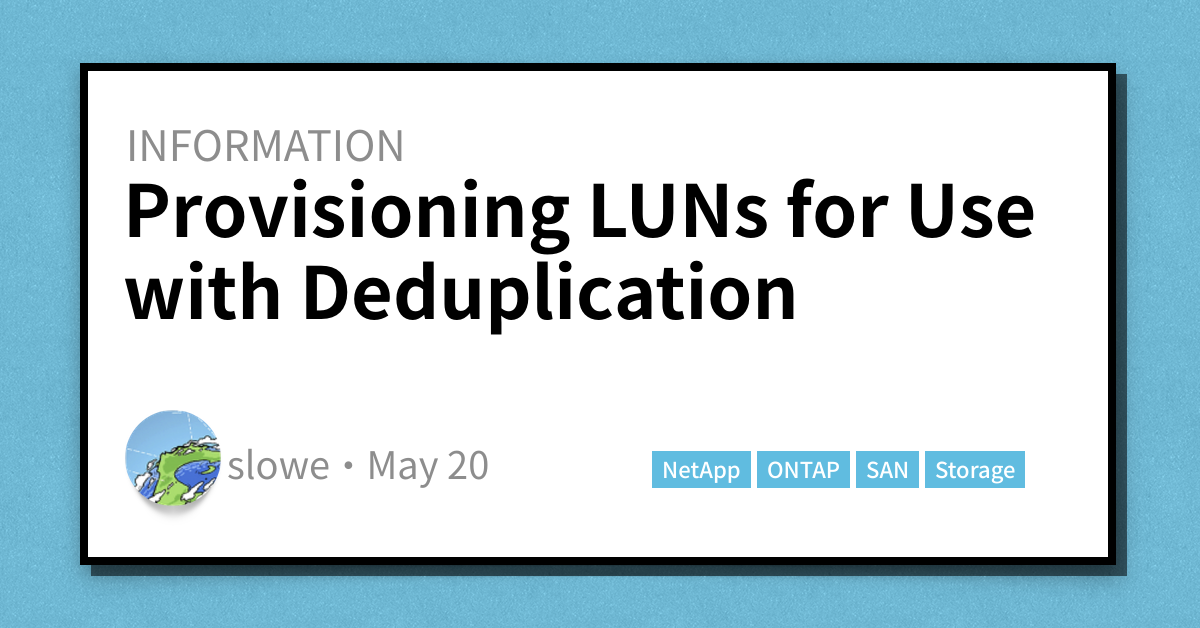 INFORMATION
Provisioning LUNs for Use
with Deduplication
slowe • May 20
NetApp ONTAP SAN Storage